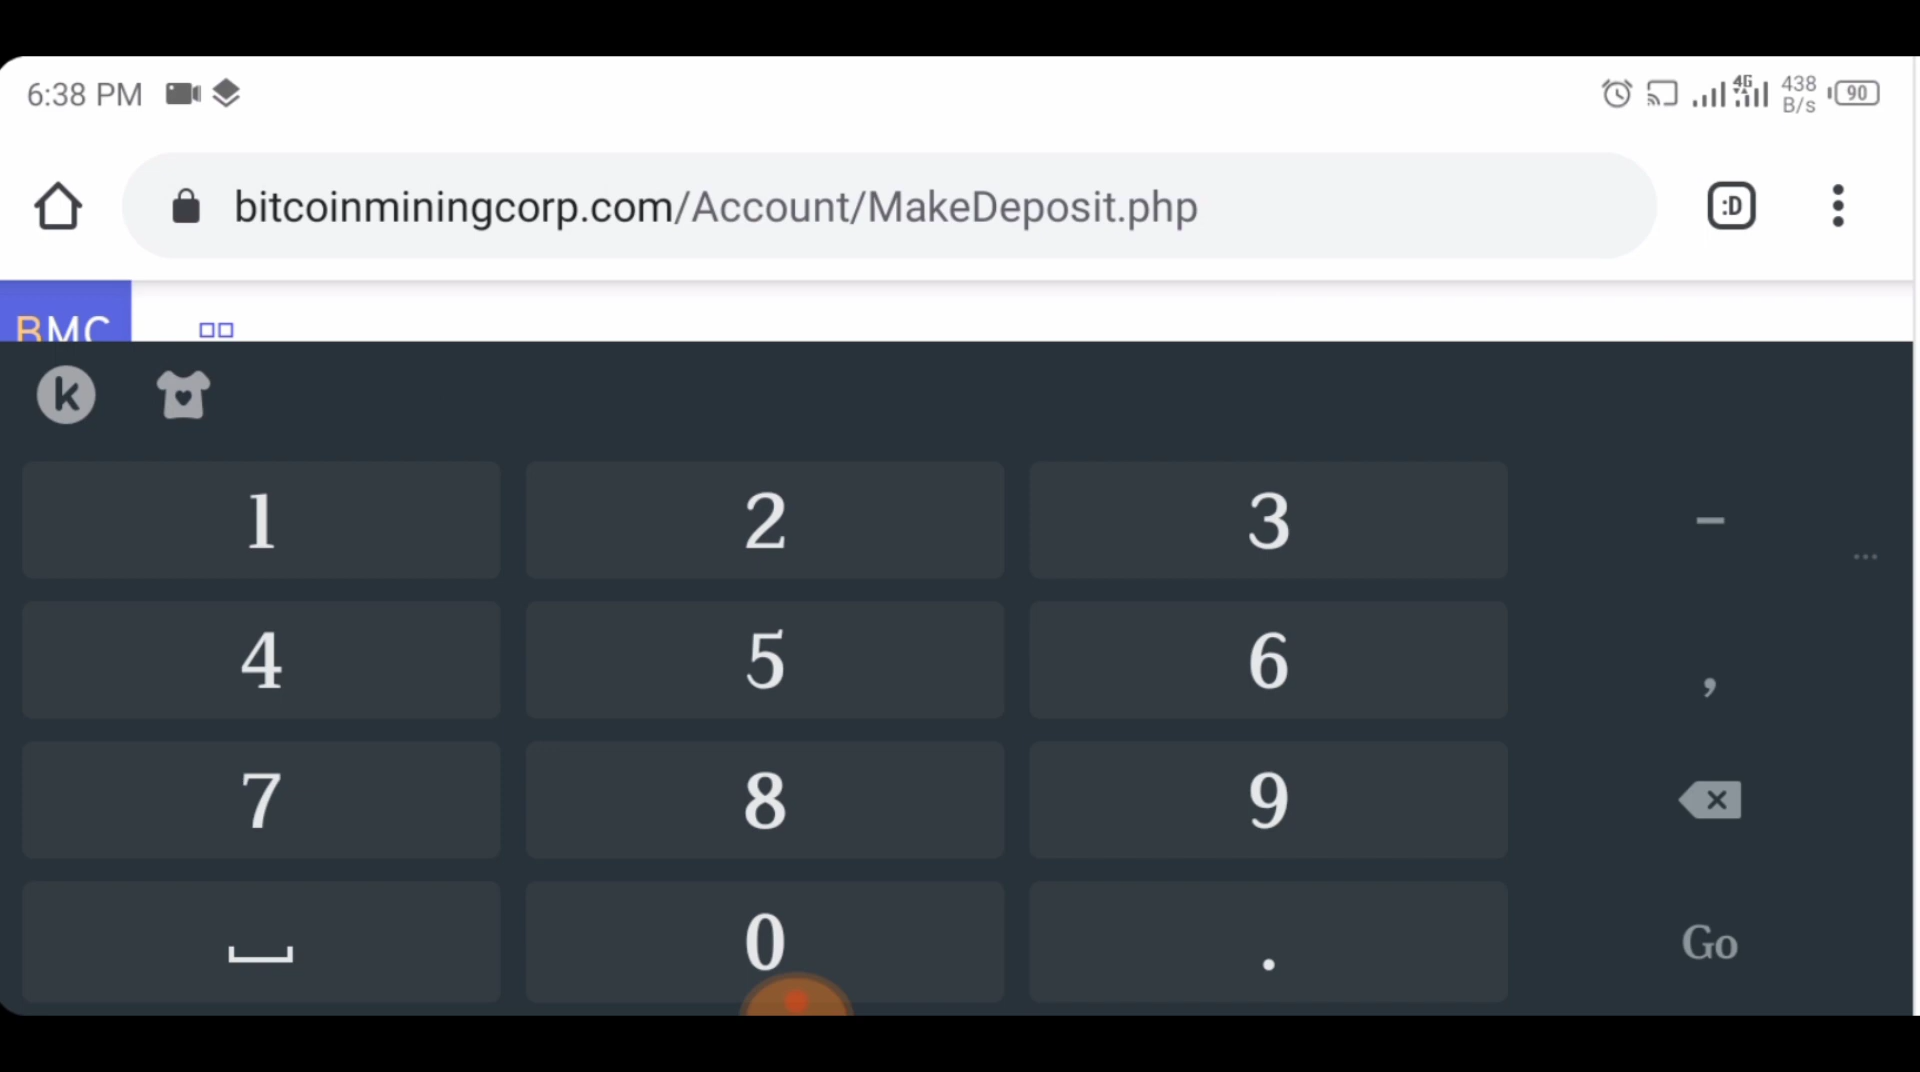 6:38 PM 4G 438 B/s 90
bitcoinminingcorp.com/Account/MakeDeposit.php :D
BMC
k
1 2 3 - ...
4 5 6 ,
7 8 9
0 . Go